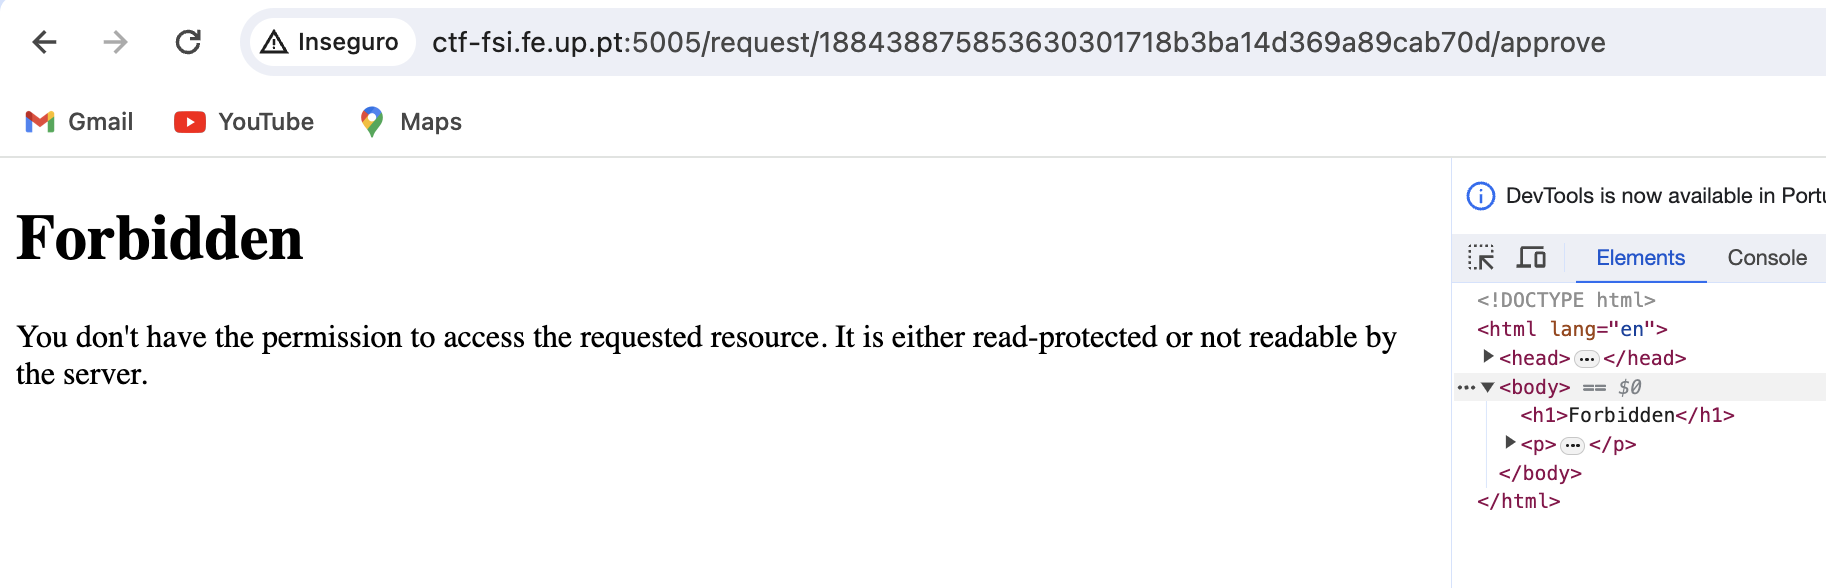 Inseguro ctf-fsi.fe.up.pt:5005/request/188438875853630301718b3ba14d369a89cab70d/approve
Gmail YouTube Maps
Forbidden
You don't have the permission to access the requested resource. It is either read-protected or not readable by
the server.
DevTools is now available in Portu
Elements Console
<!DOCTYPE html>
<html lang="en">
<head> ... </head>
... <body> == $0
<h1>Forbidden</h1>
<p> ... </p>
</body>
</html>